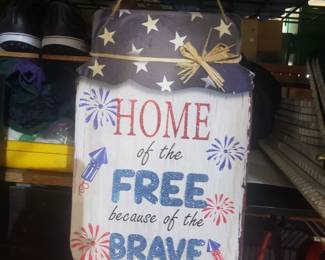 HOME
of the
FREE
because of the
BRAVE